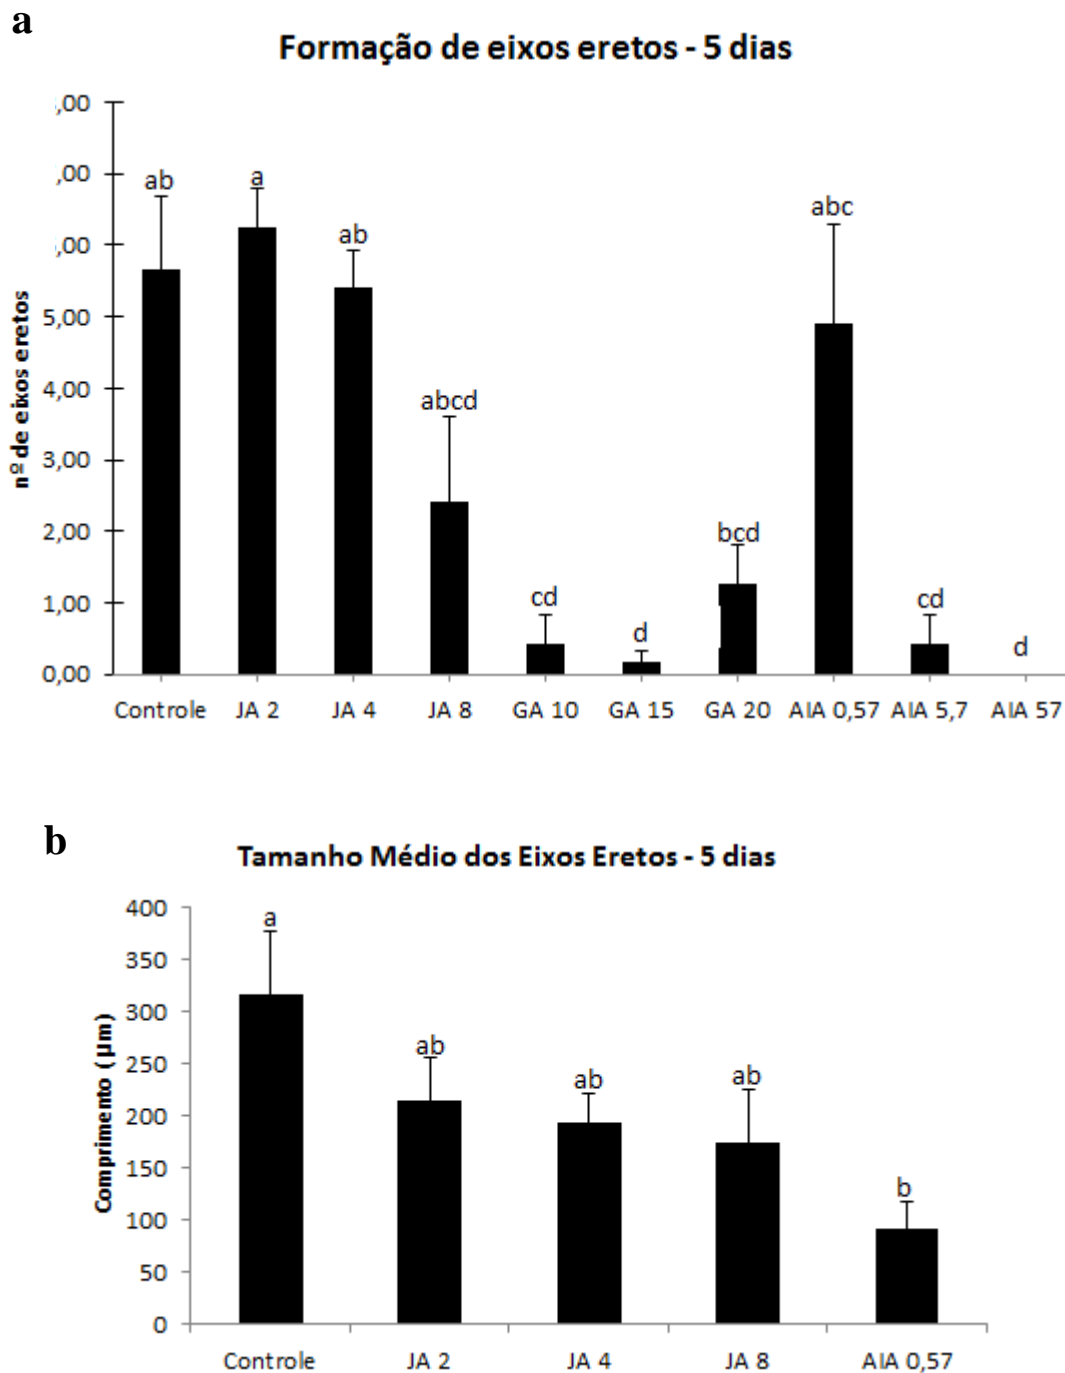 a
Formação de eixos eretos - 5 dias
,00
,00
,00
5,00
4,00
3,00
2,00
1,00
0,00
nº de eixos eretos
ab
a
ab
abcd
cd
d
bcd
abc
cd
d
Controle JA 2 JA 4 JA 8 GA 10 GA 15 GA 20 AIA 0,57 AIA 5,7 AIA 57
b
Tamanho Médio dos Eixos Eretos - 5 dias
400
350
300
250
200
150
100
50
0
Comprimento (µm)
a
ab
ab
ab
b
Controle JA 2 JA 4 JA 8 AIA 0,57